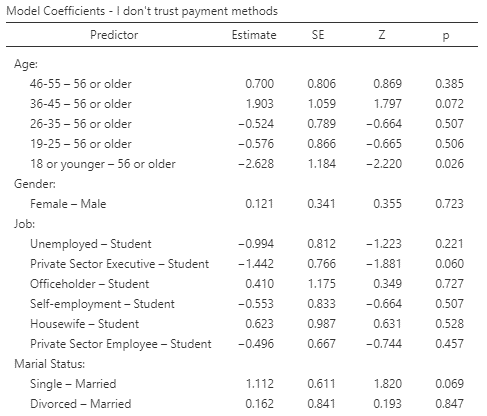 Model Coefficients - I don't trust payment methods
Predictor Estimate SE Z p
Age:
46-55 – 56 or older 0.700 0.806 0.869 0.385
36-45 – 56 or older 1.903 1.059 1.797 0.072
26-35 – 56 or older −0.524 0.789 −0.664 0.507
19-25 – 56 or older −0.576 0.866 −0.665 0.506
18 or younger – 56 or older −2.628 1.184 −2.220 0.026
Gender:
Female – Male 0.121 0.341 0.355 0.723
Job:
Unemployed – Student −0.994 0.812 −1.223 0.221
Private Sector Executive – Student −1.442 0.766 −1.881 0.060
Officeholder – Student 0.410 1.175 0.349 0.727
Self-employment – Student −0.553 0.833 −0.664 0.507
Housewife – Student 0.623 0.987 0.631 0.528
Private Sector Employee – Student −0.496 0.667 −0.744 0.457
Marial Status:
Single – Married 1.112 0.611 1.820 0.069
Divorced – Married 0.162 0.841 0.193 0.847